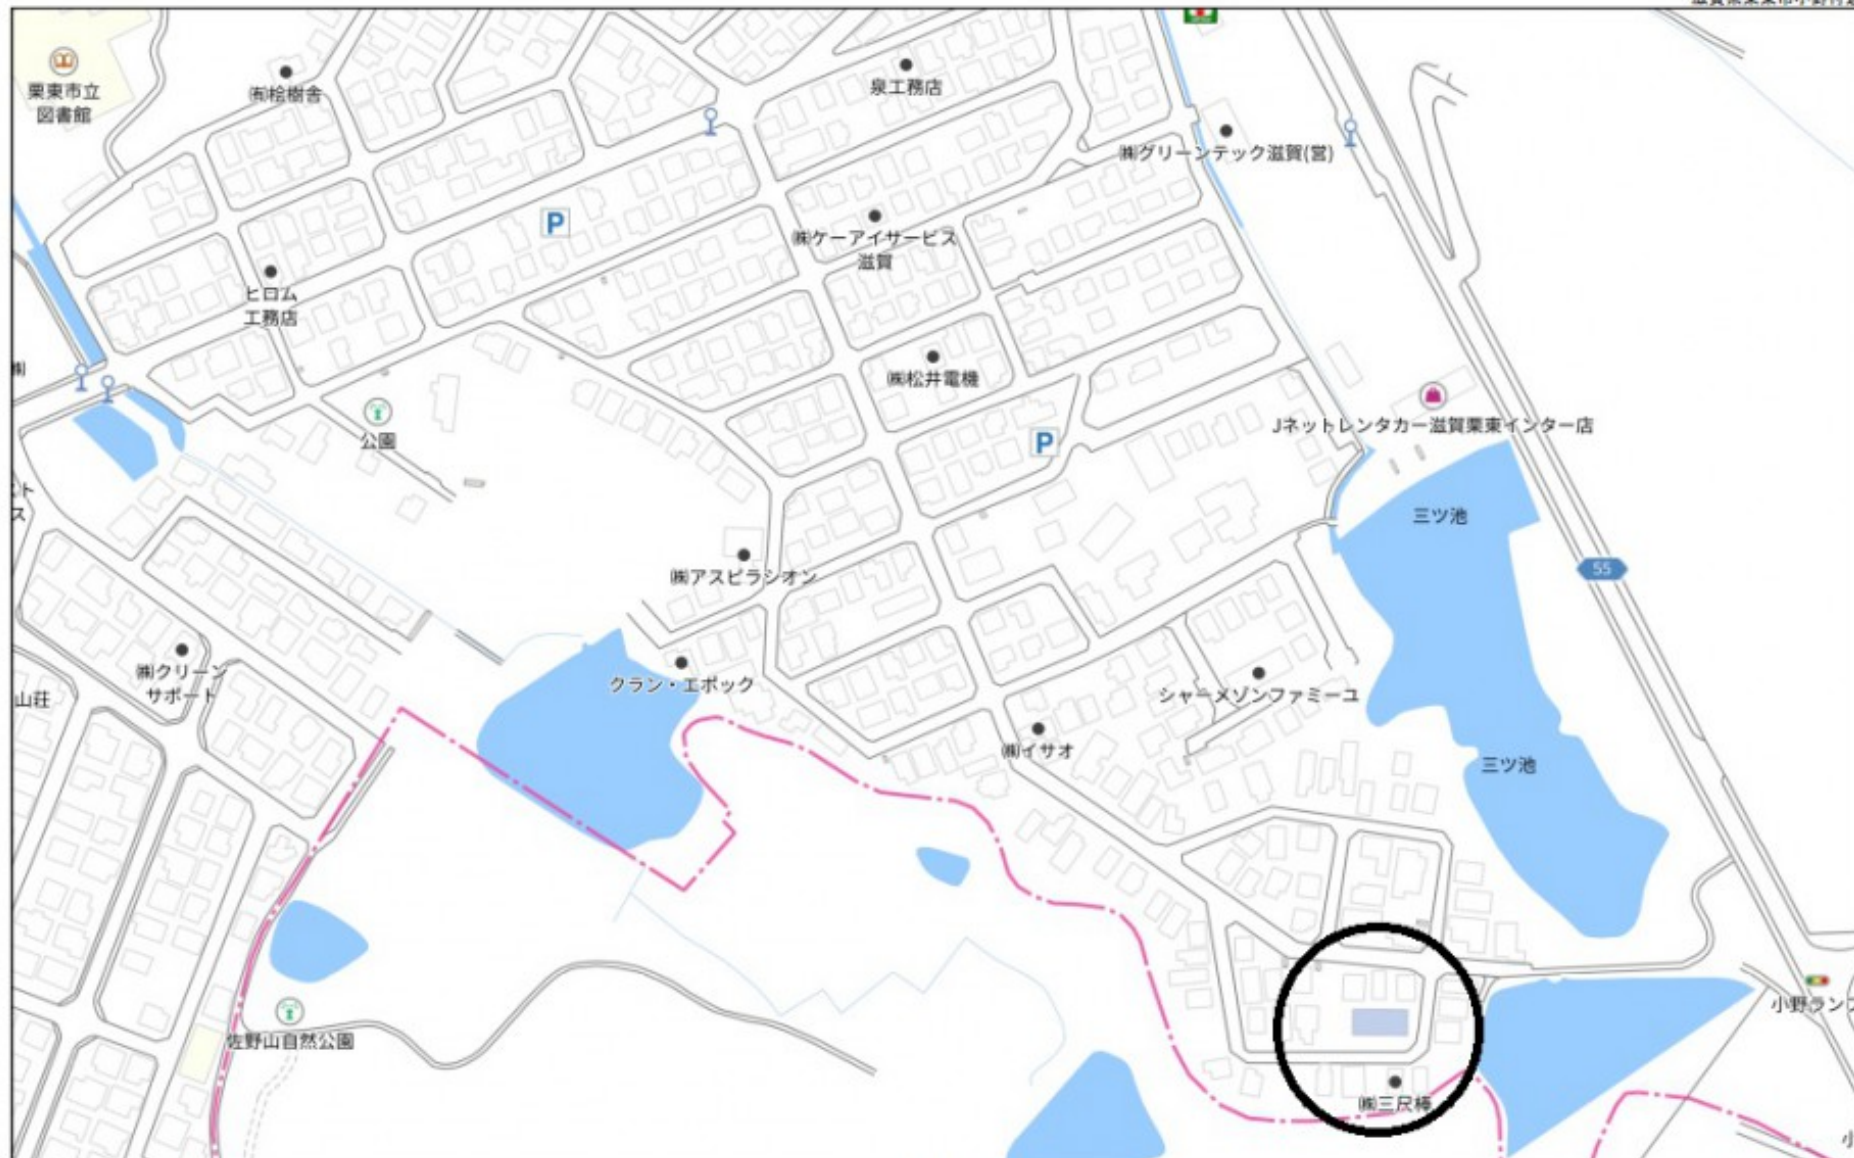 栗東市立
図書館
㈲桧樹舎
泉工務店
㈱グリーンテック滋賀(営)
P
㈱ケーアイサービス
滋賀
ヒロム
工務店
㈱松井電機
公園
P
Jネットレンタカー滋賀栗東インター店
三ツ池
55
㈱アスピラシオン
㈱クリーン
サポート
山荘
クラン・エポック
シャーメゾンファミーユ
㈱イサオ
三ツ池
佐野山自然公園
小野ラン
㈱三尺棒